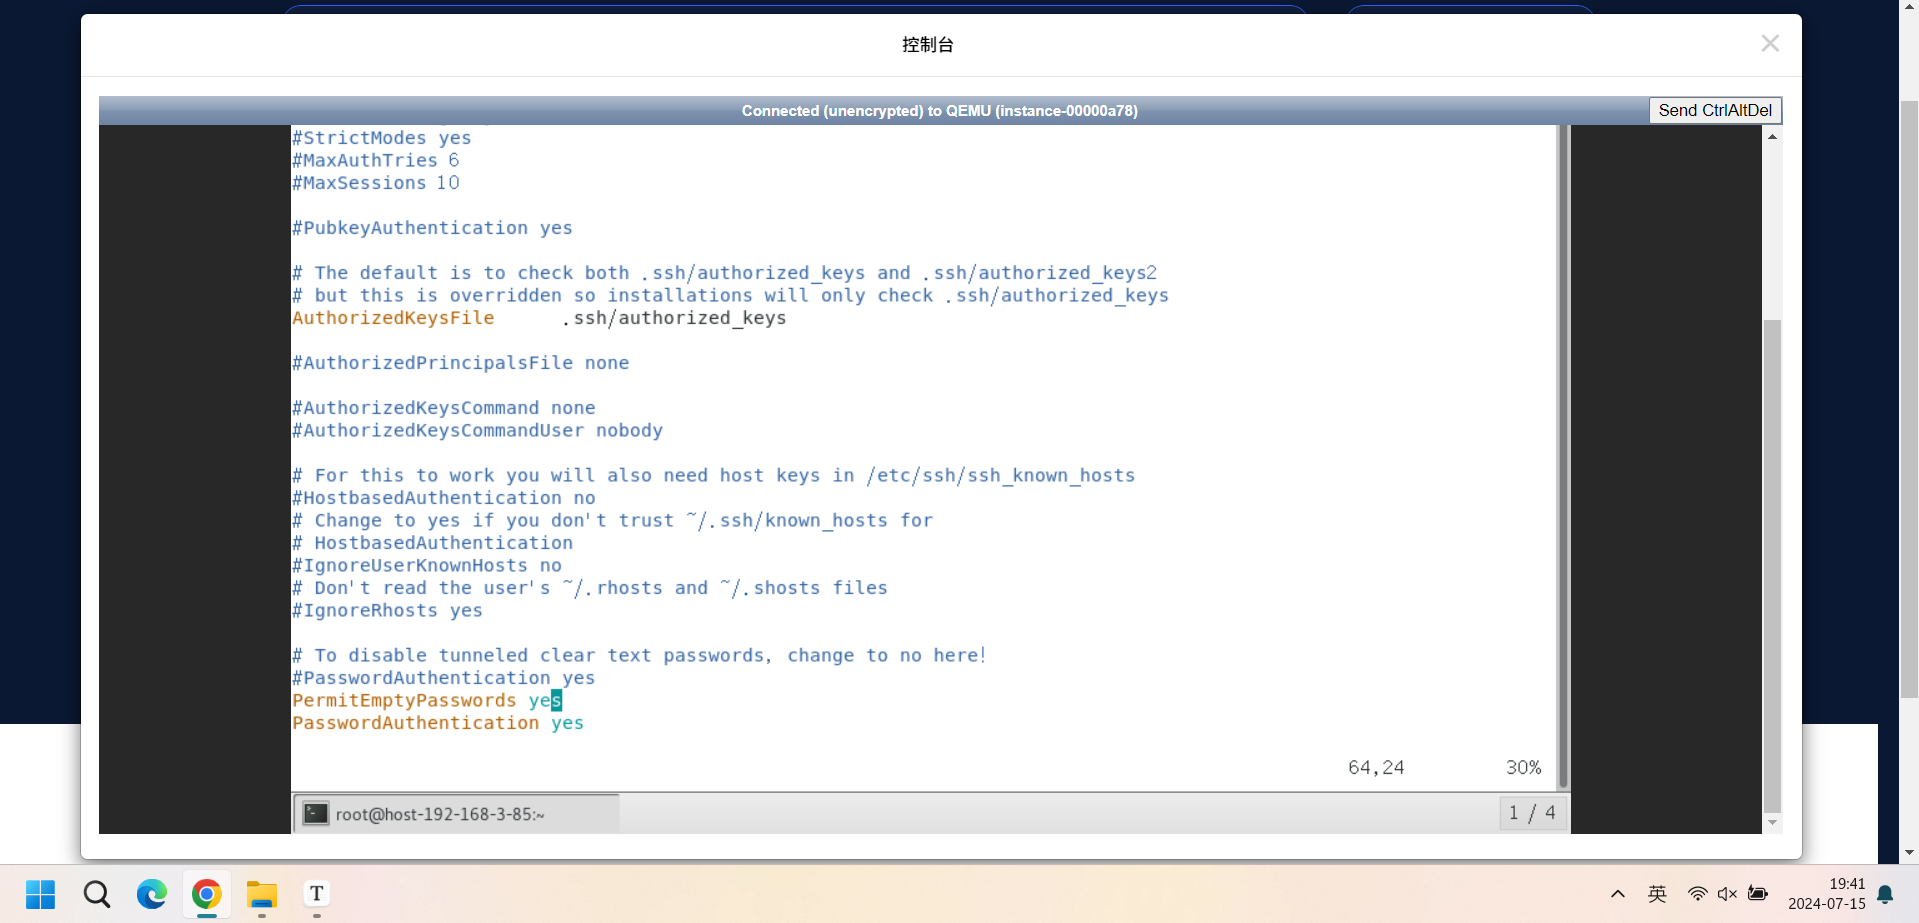 控制台
Connected (unencrypted) to QEMU (instance-00000a78)
Send CtrlAltDel
#StrictModes yes
#MaxAuthTries 6
#MaxSessions 10
#PubkeyAuthentication yes
# The default is to check both .ssh/authorized_keys and .ssh/authorized_keys2
# but this is overridden so installations will only check .ssh/authorized_keys
AuthorizedKeysFile      .ssh/authorized_keys
#AuthorizedPrincipalsFile none
#AuthorizedKeysCommand none
#AuthorizedKeysCommandUser nobody
# For this to work you will also need host keys in /etc/ssh/ssh_known_hosts
#HostbasedAuthentication no
# Change to yes if you don't trust ~/.ssh/known_hosts for
# HostbasedAuthentication
#IgnoreUserKnownHosts no
# Don't read the user's ~/.rhosts and ~/.shosts files
#IgnoreRhosts yes
# To disable tunneled clear text passwords, change to no here!
#PasswordAuthentication yes
PermitEmptyPasswords yes
PasswordAuthentication yes
64,24 30%
root@host-192-168-3-85:~
1 / 4
T
英
19:41
2024-07-15